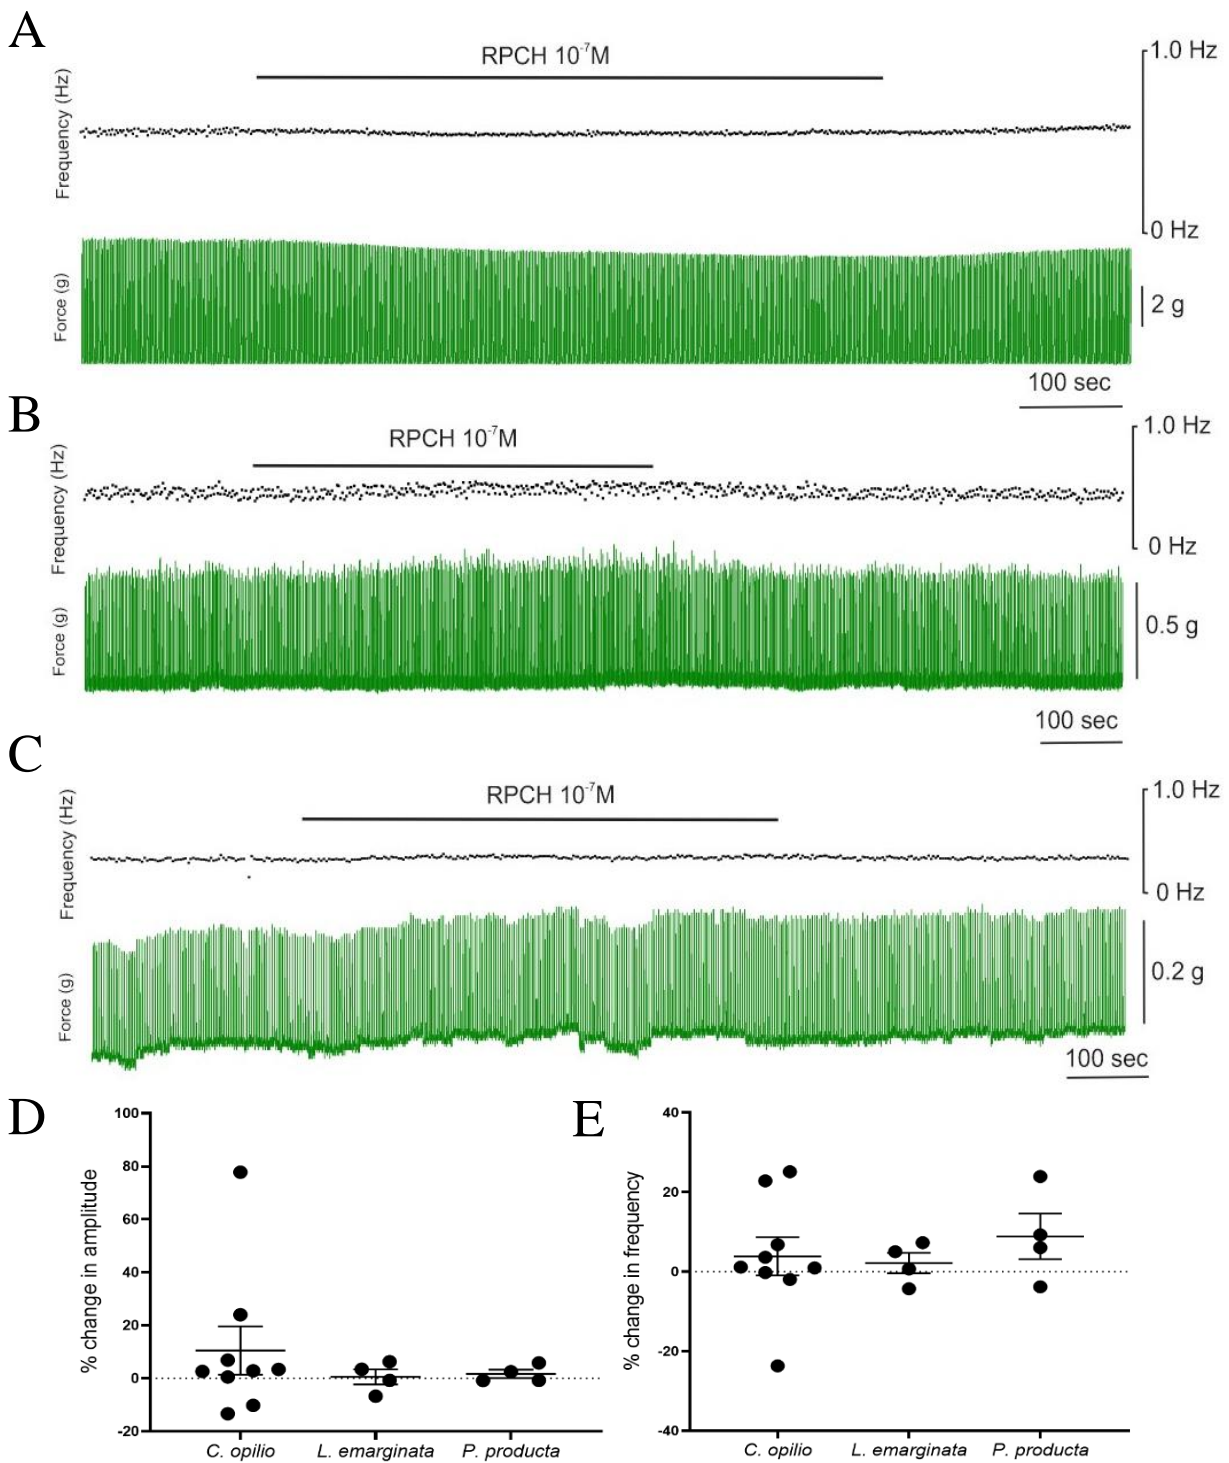 A
RPCH 10⁻⁷M
1.0 Hz
Frequency (Hz)
0 Hz
Force (g)
2 g
100 sec
B
RPCH 10⁻⁷M
1.0 Hz
Frequency (Hz)
0 Hz
Force (g)
0.5 g
100 sec
C
RPCH 10⁻⁷M
1.0 Hz
Frequency (Hz)
0 Hz
Force (g)
0.2 g
100 sec
D
% change in amplitude
100
80
60
40
20
0
-20
C. opilio L. emarginata P. producta
E
% change in frequency
40
20
0
-20
-40
C. opilio L. emarginata P. producta